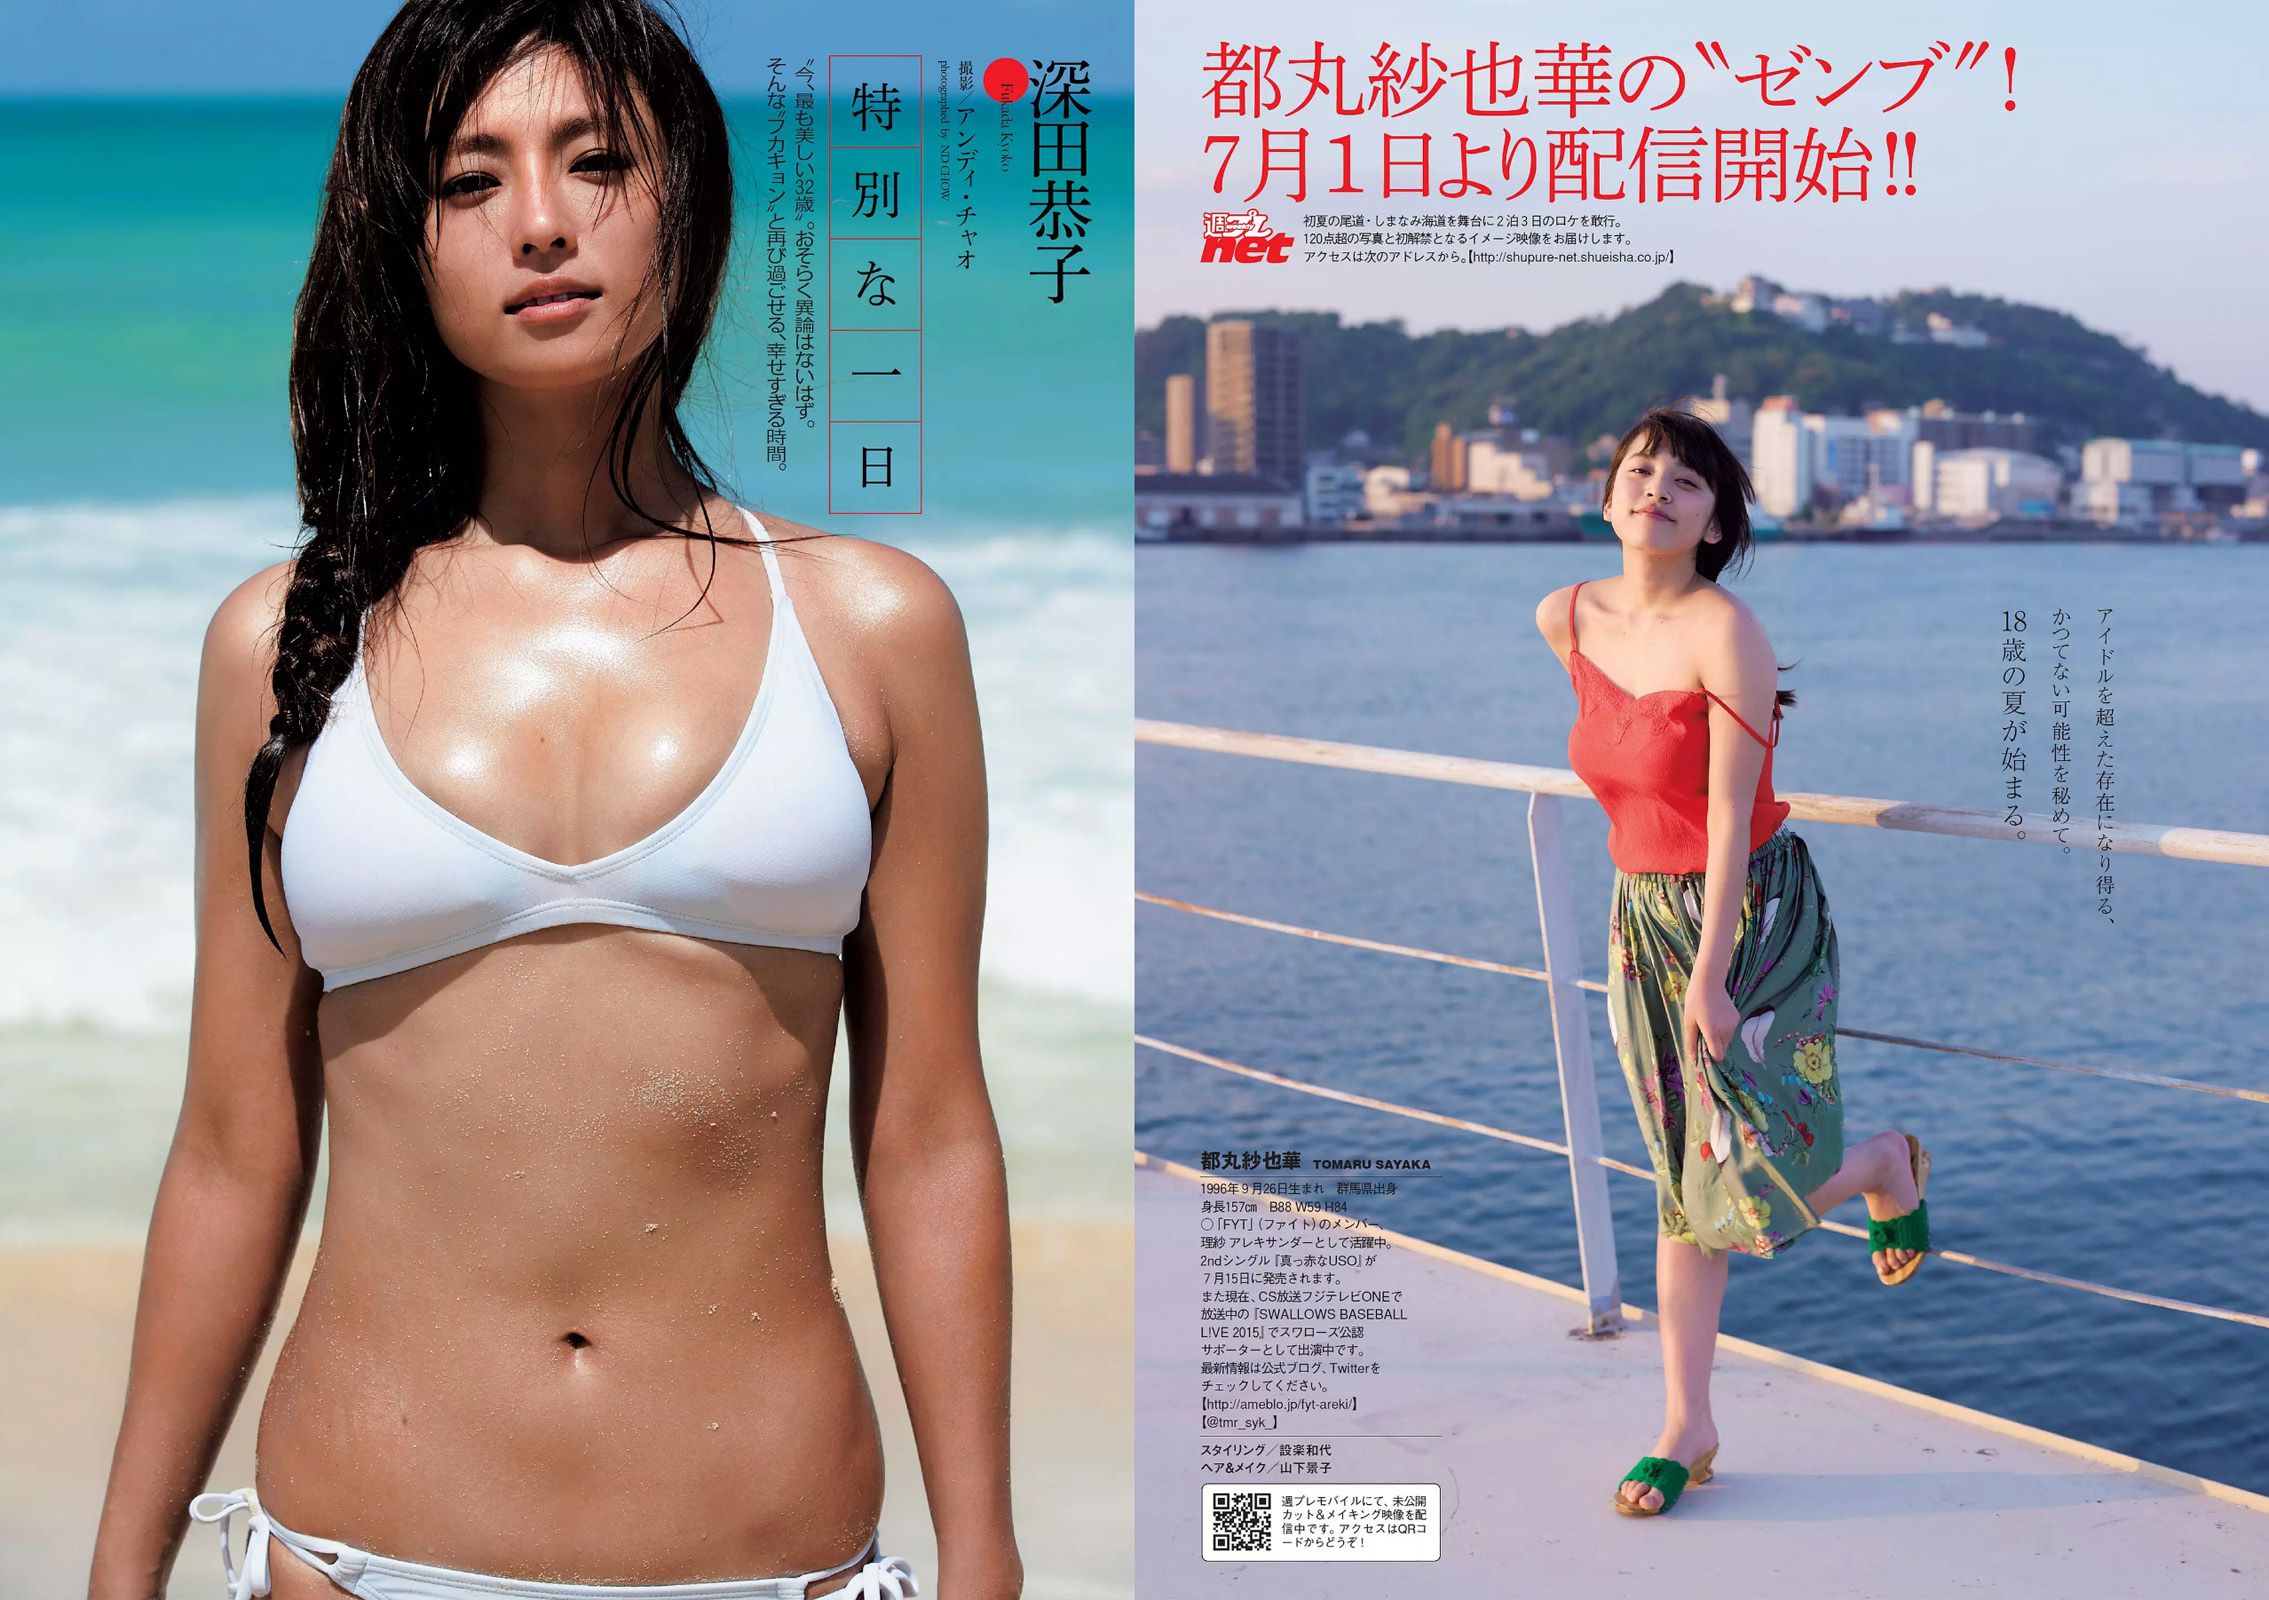 深田恭子
Fukada Kyoko
撮影／アンディ・チャオ
photographed by ND CHOW
特別な一日
“今、最も美しい32歳”。おそらく異論はないはず。
そんな“フカキョン”と再び過ごせる、幸せすぎる時間。
都丸紗也華の〝ゼンブ〟！
7月1日より配信開始!!
週プレ net
初夏の尾道・しまなみ海道を舞台に2泊3日のロケを敢行。
120点超の写真と初解禁となるイメージ映像をお届けします。
アクセスは次のアドレスから。【http://shupure-net.shueisha.co.jp/】
アイドルを超えた存在になり得る、
かつてない可能性を秘めて。
18歳の夏が始まる。
都丸紗也華 TOMARU SAYAKA
1996年9月26日生まれ 群馬県出身
身長157㎝ B88 W59 H84
○「FYT」（ファイト）のメンバー、
理紗 アレキサンダーとして活躍中。
2ndシングル『真っ赤なUSO』が
7月15日に発売されます。
また現在、CS放送フジテレビONEで
放送中の『SWALLOWS BASEBALL
L!VE 2015』でスワローズ公認
サポーターとして出演中です。
最新情報は公式ブログ、Twitterを
チェックしてください。
【http://ameblo.jp/fyt-areki/】
【@tmr_syk_】
スタイリング／設楽和代
ヘア&メイク／山下景子
週プレモバイルにて、未公開
カット&メイキング映像を配
信中です。アクセスはQRコ
ードからどうぞ！